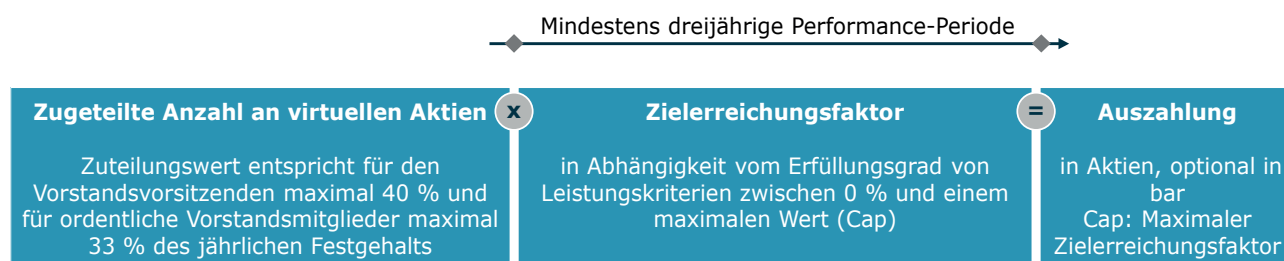 Mindestens dreijährige Performance-Periode
Zugeteilte Anzahl an virtuellen Aktien
x
Zielerreichungsfaktor
=
Auszahlung
Zuteilungswert entspricht für den
Vorstandsvorsitzenden maximal 40 % und
für ordentliche Vorstandsmitglieder maximal
33 % des jährlichen Festgehalts
in Abhängigkeit vom Erfüllungsgrad von
Leistungskriterien zwischen 0 % und einem
maximalen Wert (Cap)
in Aktien, optional in
bar
Cap: Maximaler
Zielerreichungsfaktor